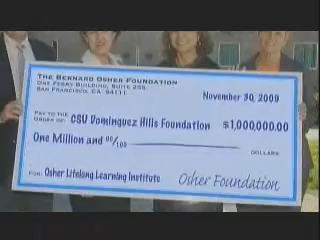 THE BERNARD OSHER FOUNDATION
ONE FERRY BUILDING, SUITE 255
SAN FRANCISCO, CA 94111
November 30, 2009
PAY TO THE
ORDER OF: CSU Dominguez Hills Foundation $1,000,000.00
One Million and 00/100 DOLLARS
FOR: Osher Lifelong Learning Institute Osher Foundation